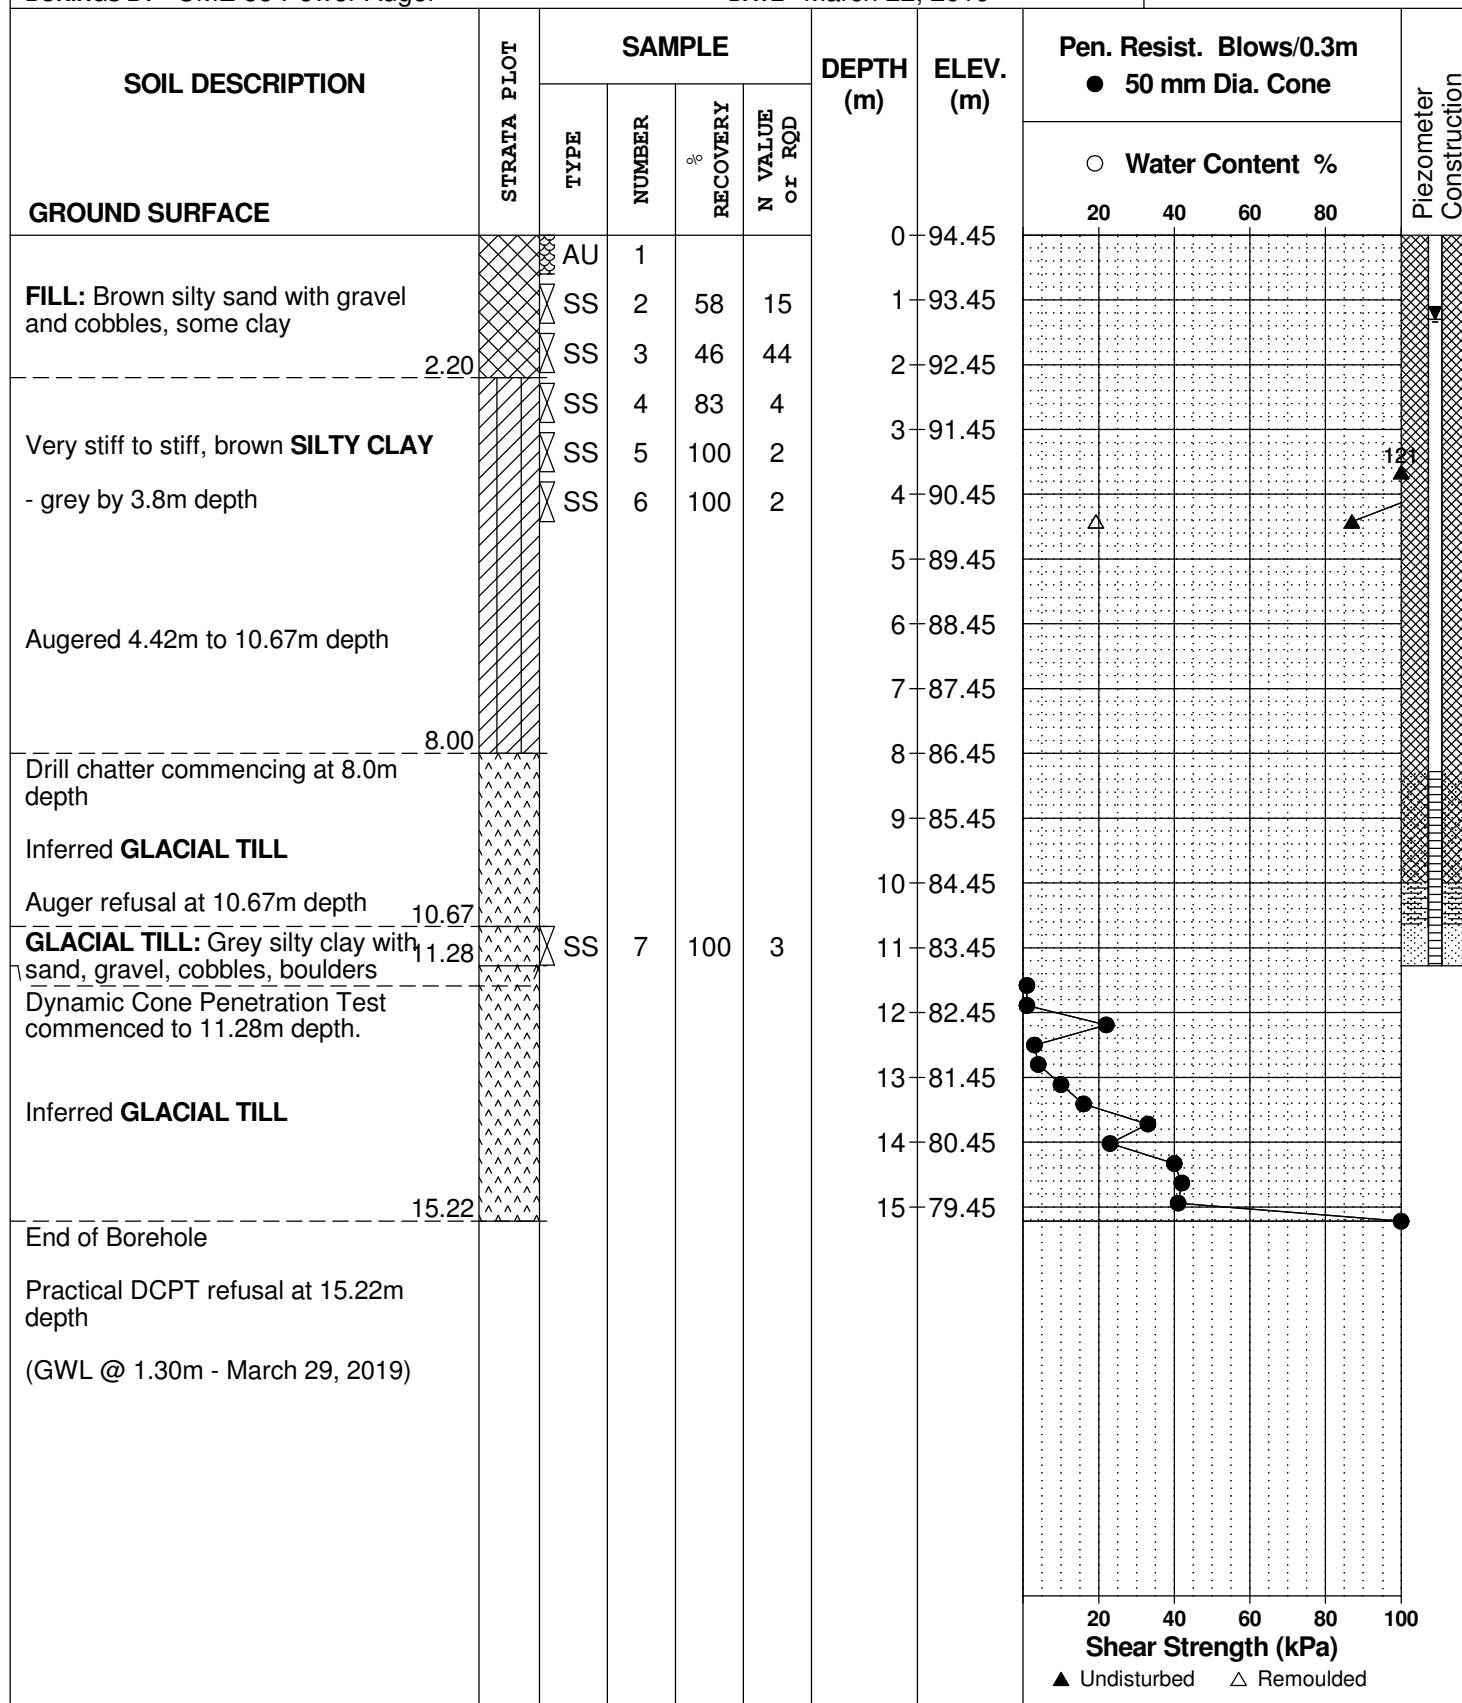 SOIL DESCRIPTION
GROUND SURFACE
STRATA PLOT
SAMPLE
TYPE
NUMBER
% RECOVERY
N VALUE or RQD
DEPTH (m)
ELEV. (m)
Pen. Resist. Blows/0.3m
● 50 mm Dia. Cone
○ Water Content %
20 40 60 80
Piezometer Construction
0 94.45
AU 1
FILL: Brown silty sand with gravel
and cobbles, some clay
SS 2 58 15
1 93.45
SS 3 46 44
2.20
2 92.45
SS 4 83 4
3 91.45
Very stiff to stiff, brown SILTY CLAY
SS 5 100 2
121
- grey by 3.8m depth
SS 6 100 2
4 90.45
5 89.45
Augered 4.42m to 10.67m depth
6 88.45
7 87.45
8.00
8 86.45
Drill chatter commencing at 8.0m
depth
9 85.45
Inferred GLACIAL TILL
10 84.45
Auger refusal at 10.67m depth
10.67
GLACIAL TILL: Grey silty clay with
11.28
sand, gravel, cobbles, boulders
SS 7 100 3
11 83.45
Dynamic Cone Penetration Test
commenced to 11.28m depth.
12 82.45
13 81.45
Inferred GLACIAL TILL
14 80.45
15.22
15 79.45
End of Borehole
Practical DCPT refusal at 15.22m
depth
(GWL @ 1.30m - March 29, 2019)
20 40 60 80 100
Shear Strength (kPa)
▲ Undisturbed △ Remoulded